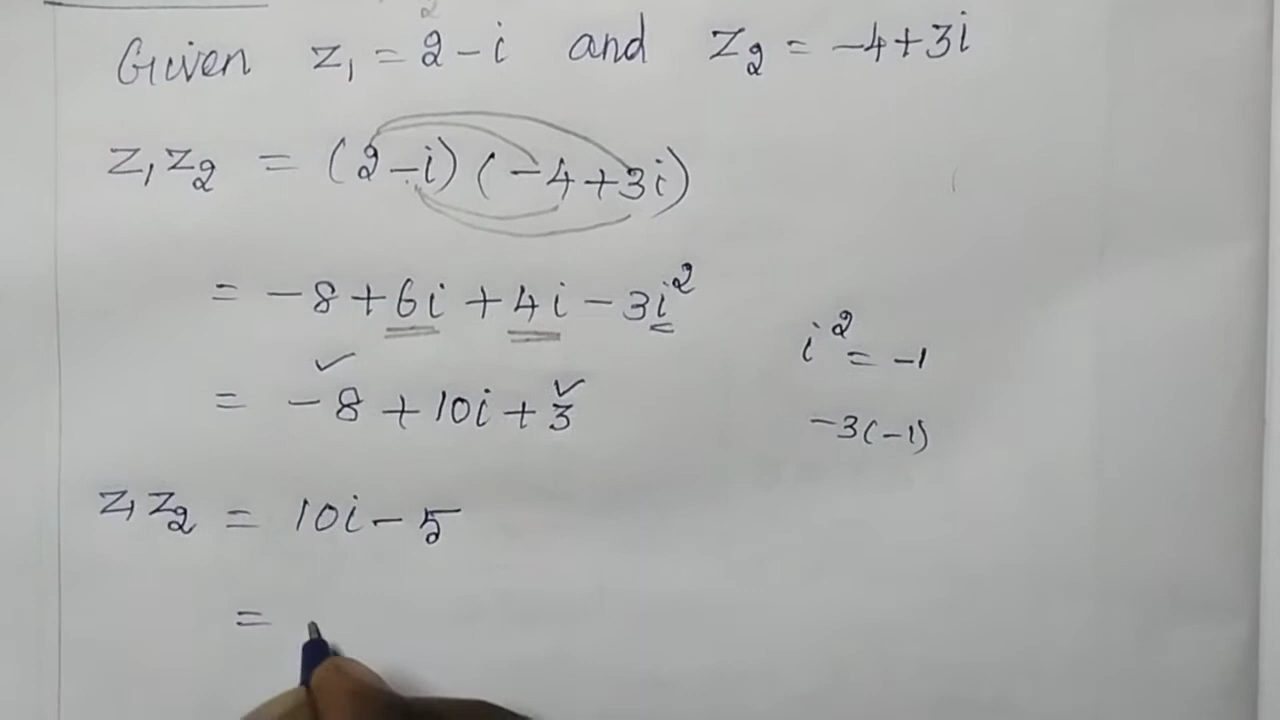 Given z₁ = 2 - i and z₂ = -4+3i
z₁z₂ = (2-i) (-4+3i)
= -8+6i+4i-3i²
i² = -1
= -8+10i+3
-3(-1)
z₁z₂ = 10i-5
=